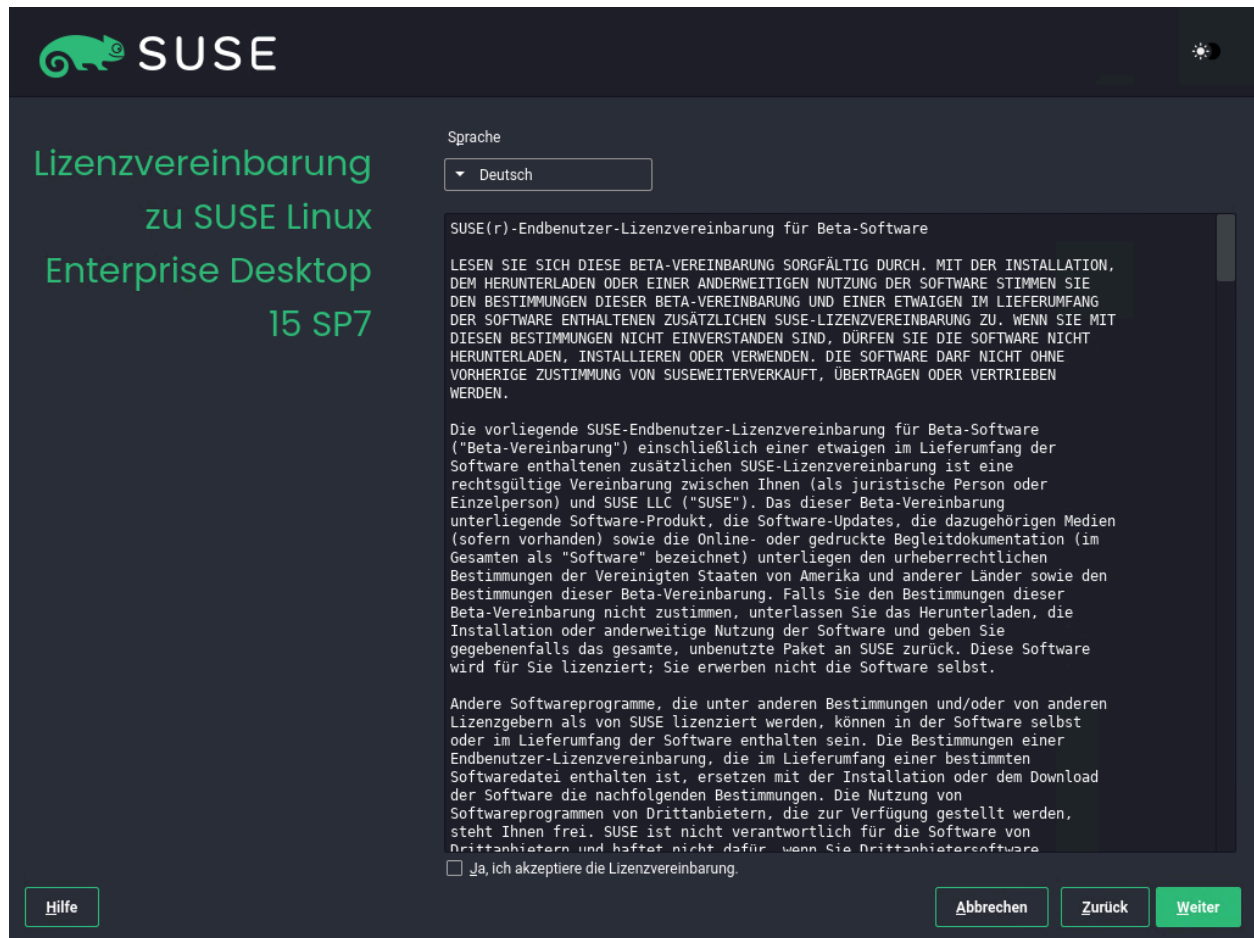 SUSE
Lizenzvereinbarung
zu SUSE Linux
Enterprise Desktop
15 SP7
Sprache
Deutsch
SUSE(r)-Endbenutzer-Lizenzvereinbarung für Beta-Software
LESEN SIE SICH DIESE BETA-VEREINBARUNG SORGFÄLTIG DURCH. MIT DER INSTALLATION,
DEM HERUNTERLADEN ODER EINER ANDERWEITIGEN NUTZUNG DER SOFTWARE STIMMEN SIE
DEN BESTIMMUNGEN DIESER BETA-VEREINBARUNG UND EINER ETWAIGEN IM LIEFERUMFANG
DER SOFTWARE ENTHALTENEN ZUSÄTZLICHEN SUSE-LIZENZVEREINBARUNG ZU. WENN SIE MIT
DIESEN BESTIMMUNGEN NICHT EINVERSTANDEN SIND, DÜRFEN SIE DIE SOFTWARE NICHT
HERUNTERLADEN, INSTALLIEREN ODER VERWENDEN. DIE SOFTWARE DARF NICHT OHNE
VORHERIGE ZUSTIMMUNG VON SUSEWEITERVERKAUFT, ÜBERTRAGEN ODER VERTRIEBEN
WERDEN.
Die vorliegende SUSE-Endbenutzer-Lizenzvereinbarung für Beta-Software
("Beta-Vereinbarung") einschließlich einer etwaigen im Lieferumfang der
Software enthaltenen zusätzlichen SUSE-Lizenzvereinbarung ist eine
rechtsgültige Vereinbarung zwischen Ihnen (als juristische Person oder
Einzelperson) und SUSE LLC ("SUSE"). Das dieser Beta-Vereinbarung
unterliegende Software-Produkt, die Software-Updates, die dazugehörigen Medien
(sofern vorhanden) sowie die Online- oder gedruckte Begleitdokumentation (im
Gesamten als "Software" bezeichnet) unterliegen den urheberrechtlichen
Bestimmungen der Vereinigten Staaten von Amerika und anderer Länder sowie den
Bestimmungen dieser Beta-Vereinbarung. Falls Sie den Bestimmungen dieser
Beta-Vereinbarung nicht zustimmen, unterlassen Sie das Herunterladen, die
Installation oder anderweitige Nutzung der Software und geben Sie
gegebenenfalls das gesamte, unbenutzte Paket an SUSE zurück. Diese Software
wird für Sie lizenziert; Sie erwerben nicht die Software selbst.
Andere Softwareprogramme, die unter anderen Bestimmungen und/oder von anderen
Lizenzgebern als von SUSE lizenziert werden, können in der Software selbst
oder im Lieferumfang der Software enthalten sein. Die Bestimmungen einer
Endbenutzer-Lizenzvereinbarung, die im Lieferumfang einer bestimmten
Softwaredatei enthalten ist, ersetzen mit der Installation oder dem Download
der Software die nachfolgenden Bestimmungen. Die Nutzung von
Softwareprogrammen von Drittanbietern, die zur Verfügung gestellt werden,
steht Ihnen frei. SUSE ist nicht verantwortlich für die Software von
Drittanbietern und haftet nicht dafür, wenn Sie Drittanbietersoftware
Ja, ich akzeptiere die Lizenzvereinbarung.
Hilfe
Abbrechen
Zurück
Weiter